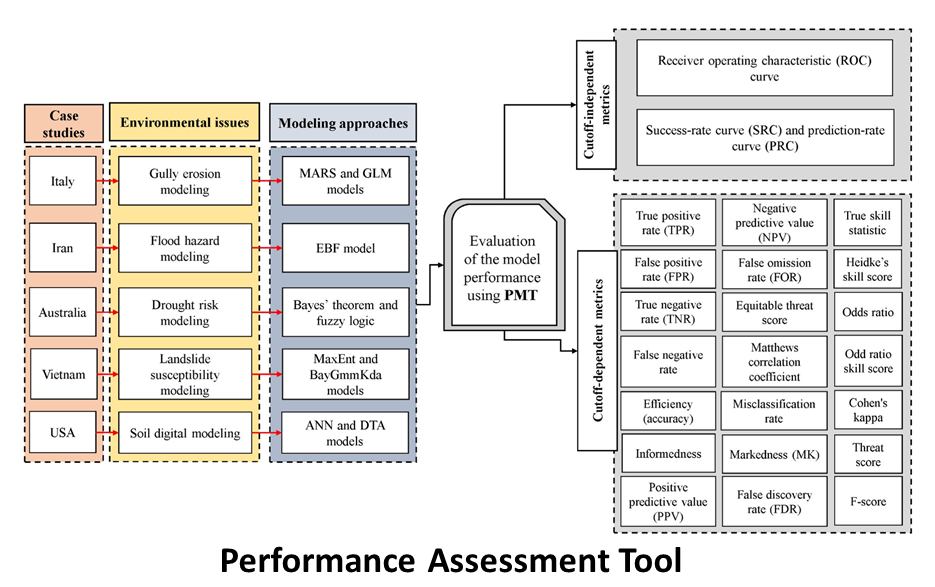 Case
studies
Environmental issues
Modeling approaches
Italy
Gully erosion
modeling
MARS and GLM
models
Iran
Flood hazard
modeling
EBF model
Australia
Drought risk
modeling
Bayes' theorem and
fuzzy logic
Vietnam
Landslide
susceptibility
modeling
MaxEnt and
BayGmmKda
models
USA
Soil digital modeling
ANN and DTA
models
Evaluation
of the model
performance
using PMT
Cutoff-independent
metrics
Receiver operating characteristic (ROC)
curve
Success-rate curve (SRC) and prediction-rate
curve (PRC)
Cutoff-dependent metrics
True positive
rate (TPR)
Negative
predictive value (NPV)
True skill
statistic
False positive
rate (FPR)
False omission
rate (FOR)
Heidke's
skill score
True negative
rate (TNR)
Equitable threat
score
Odds ratio
False negative
rate
Matthews
correlation
coefficient
Odd ratio
skill score
Efficiency
(accuracy)
Misclassification
rate
Cohen's
kappa
Informedness
Markedness (MK)
Threat
score
Positive
predictive value
(PPV)
False discovery
rate (FDR)
F-score
Performance Assessment Tool